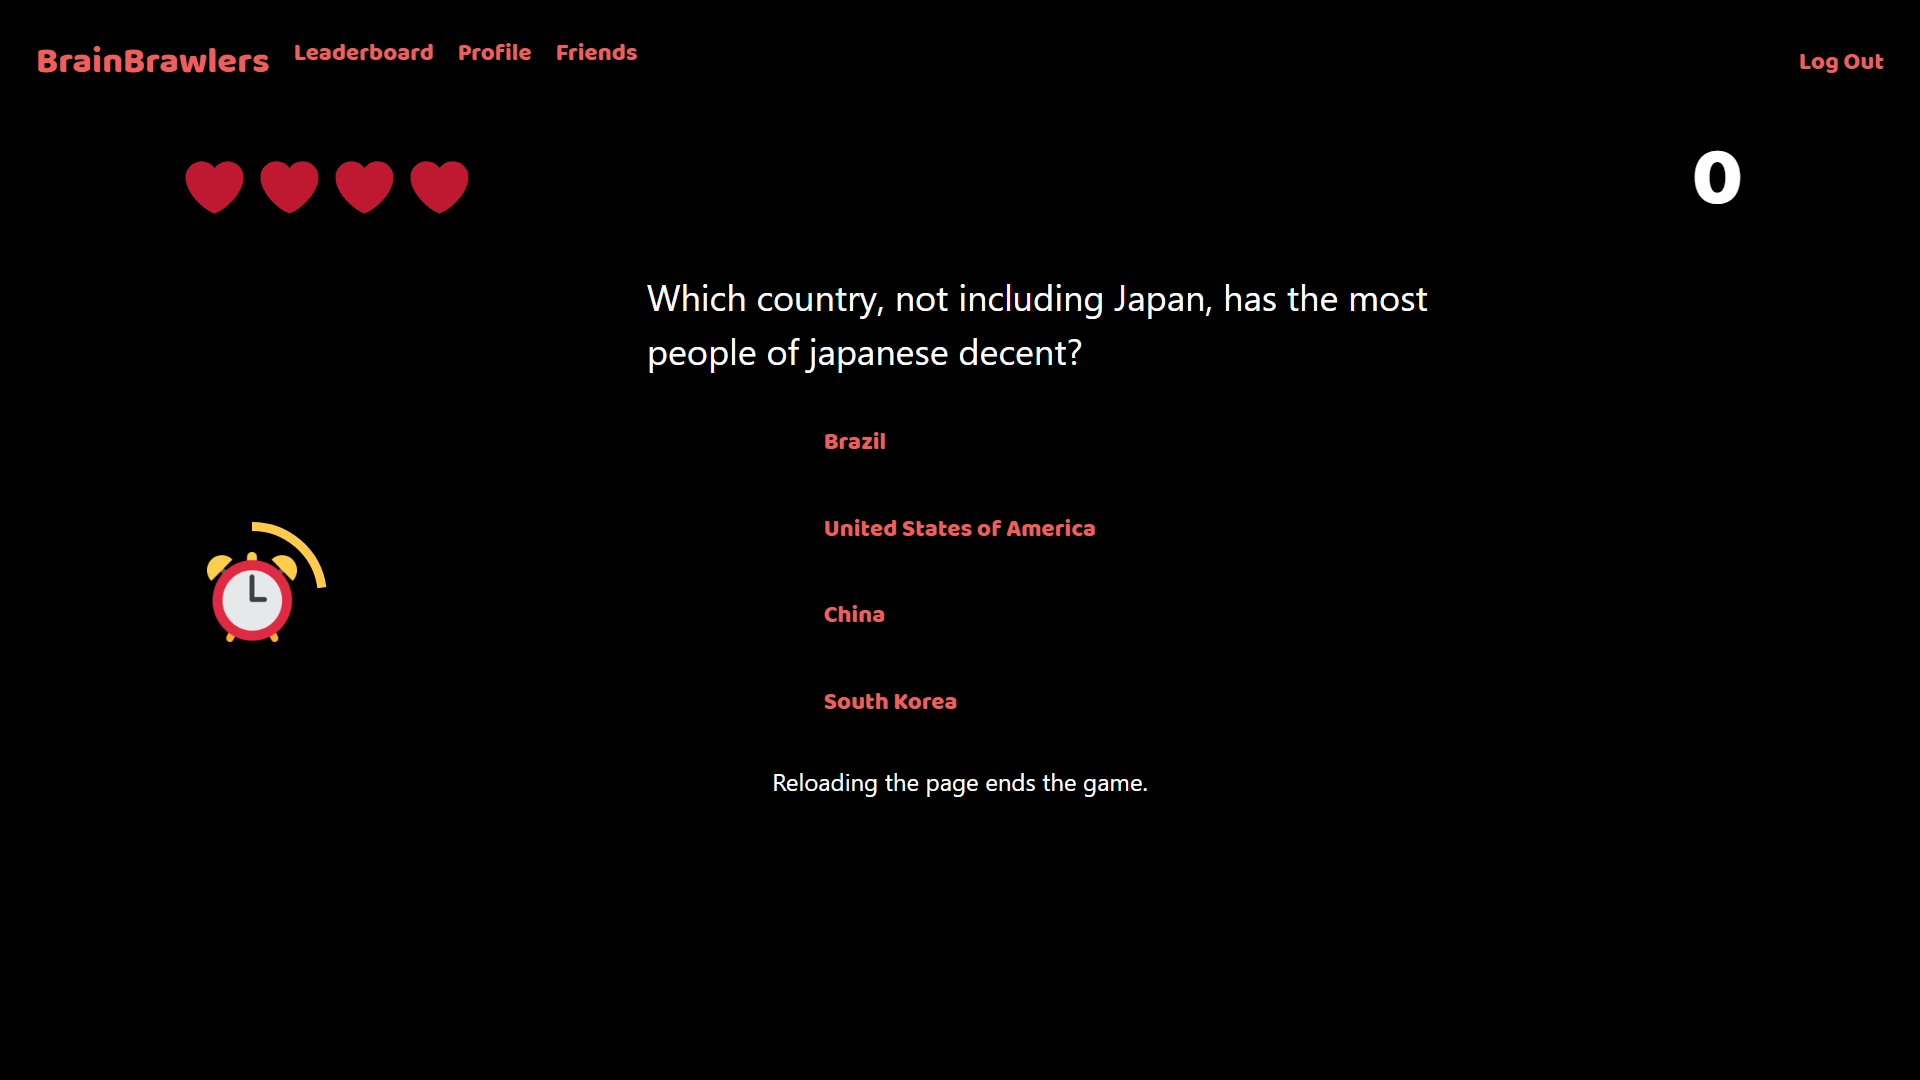 BrainBrawlers
Leaderboard
Profile
Friends
Log Out
0
Which country, not including Japan, has the most
people of japanese decent?
Brazil
United States of America
China
South Korea
Reloading the page ends the game.